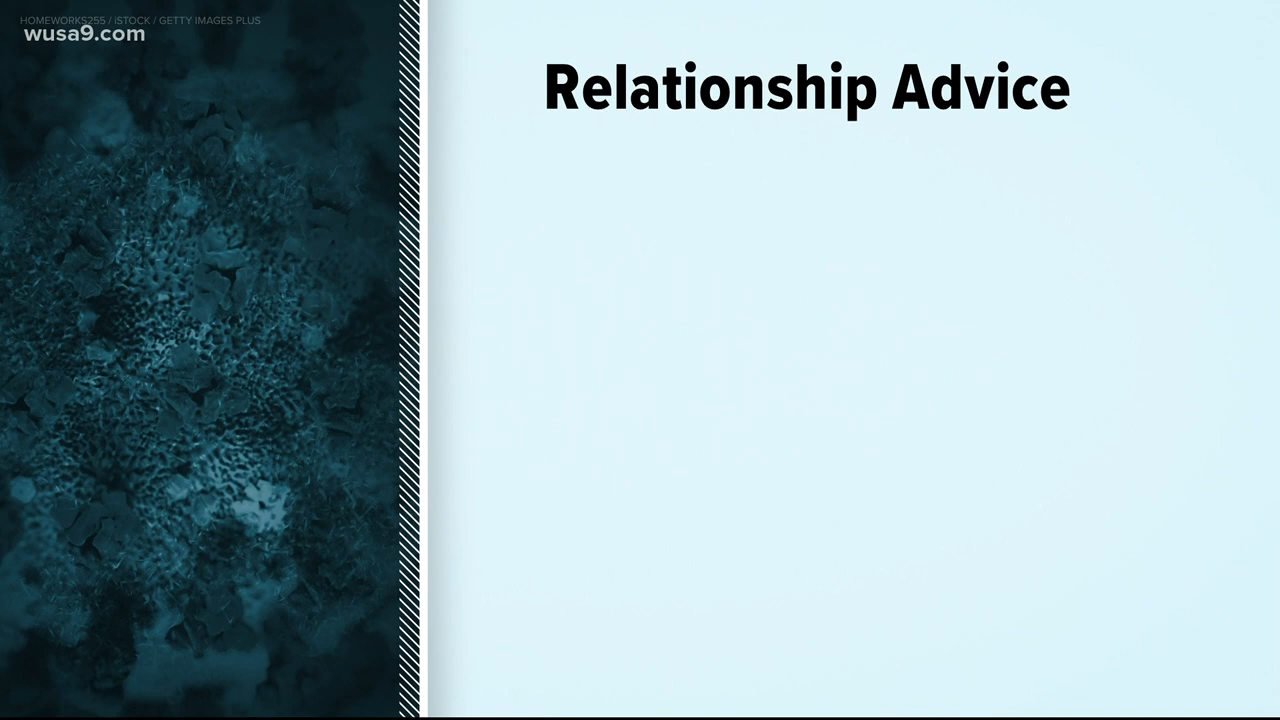 HOMEWORKS255 / iSTOCK / GETTY IMAGES PLUS
wusa9.com
Relationship Advice